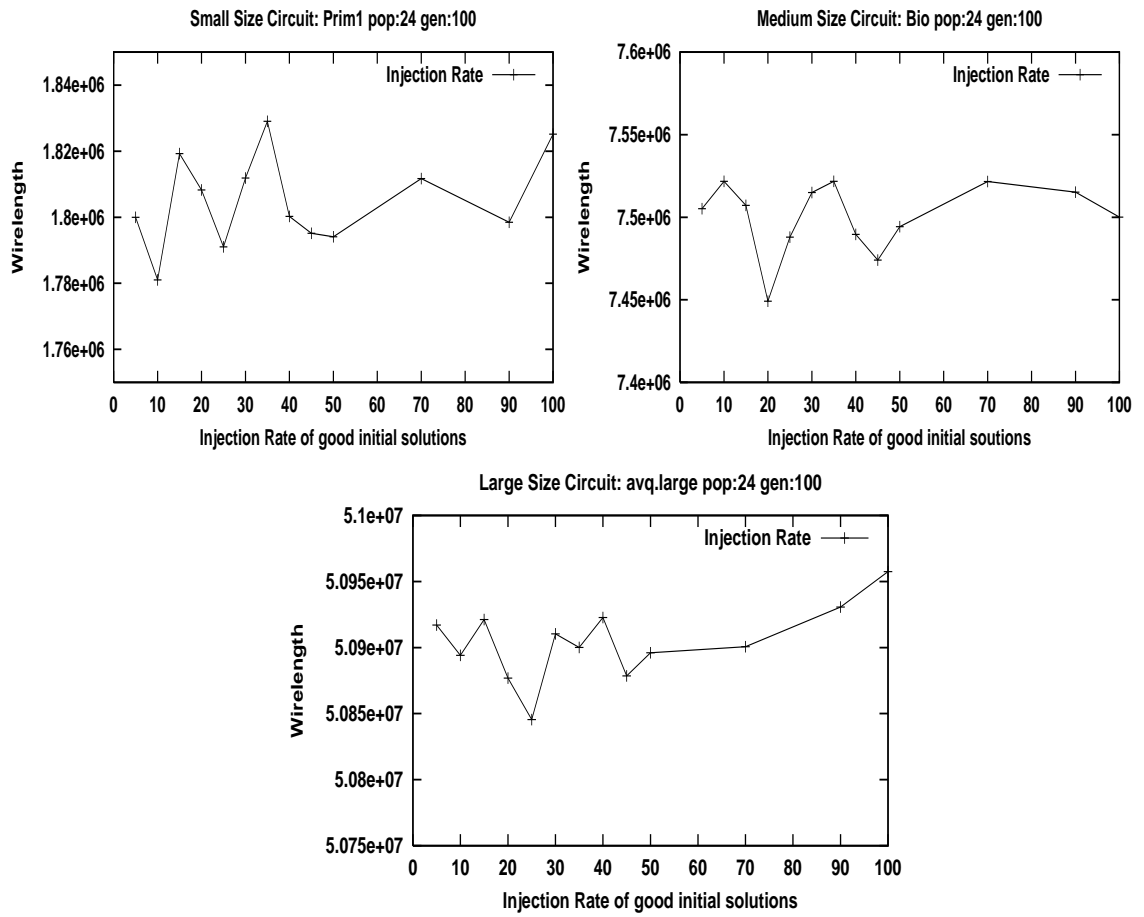 Small Size Circuit: Prim1 pop:24 gen:100
1.84e+06
1.82e+06
1.8e+06
1.78e+06
1.76e+06
Wirelength
Injection Rate
0 10 20 30 40 50 60 70 80 90 100
Injection Rate of good initial solutions
Medium Size Circuit: Bio pop:24 gen:100
7.6e+06
7.55e+06
7.5e+06
7.45e+06
7.4e+06
Wirelength
Injection Rate
0 10 20 30 40 50 60 70 80 90 100
Injection Rate of good initial soutions
Large Size Circuit: avq.large pop:24 gen:100
5.1e+07
5.095e+07
5.09e+07
5.085e+07
5.08e+07
5.075e+07
Wirelength
Injection Rate
0 10 20 30 40 50 60 70 80 90 100
Injection Rate of good initial solutions